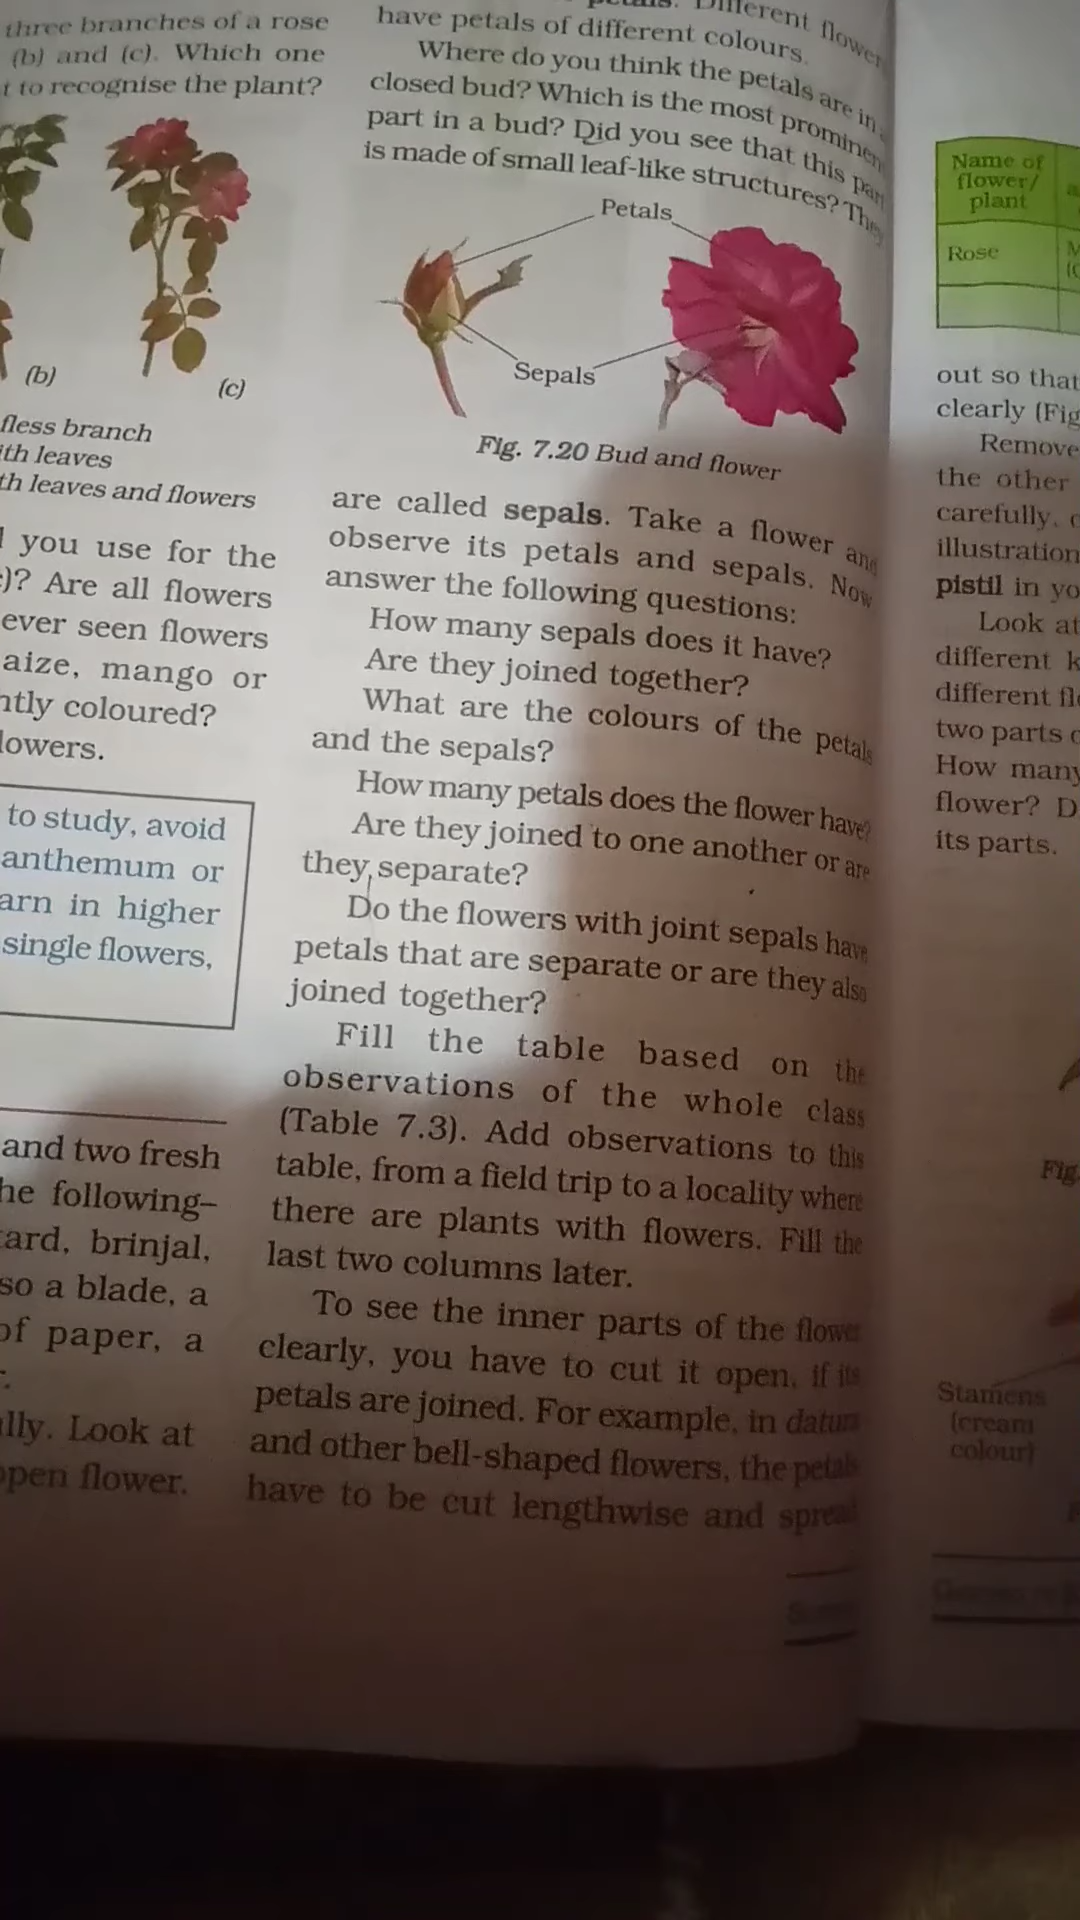 three branches of a rose
(b) and (c). Which one
t to recognise the plant?
(b)
(c)
fless branch
ith leaves
th leaves and flowers
you use for the
)? Are all flowers
ever seen flowers
aize, mango or
ntly coloured?
lowers.
to study, avoid
anthemum or
arn in higher
single flowers,
and two fresh
he following–
tard, brinjal,
so a blade, a
of paper, a
lly. Look at
open flower.
petals. Different flower
have petals of different colours.
Where do you think the petals are in
closed bud? Which is the most prominen
part in a bud? Did you see that this part
is made of small leaf-like structures? They
Petals
Sepals
Fig. 7.20 Bud and flower
are called sepals. Take a flower and
observe its petals and sepals. Now
answer the following questions:
How many sepals does it have?
Are they joined together?
What are the colours of the petals
and the sepals?
How many petals does the flower have?
Are they joined to one another or are
they separate?
Do the flowers with joint sepals have
petals that are separate or are they also
joined together?
Fill the table based on the
observations of the whole class
(Table 7.3). Add observations to this
table, from a field trip to a locality where
there are plants with flowers. Fill the
last two columns later.
To see the inner parts of the flower
clearly, you have to cut it open, if its
petals are joined. For example, in datura
and other bell-shaped flowers, the petals
have to be cut lengthwise and spread
Name of
flower/
plant
Rose
out so that
clearly (Fig
Remove
the other
carefully.
illustration
pistil in yo
Look at
different k
different flo
two parts
How many
flower? D
its parts.
Fig.
Stamens
(cream
colour)